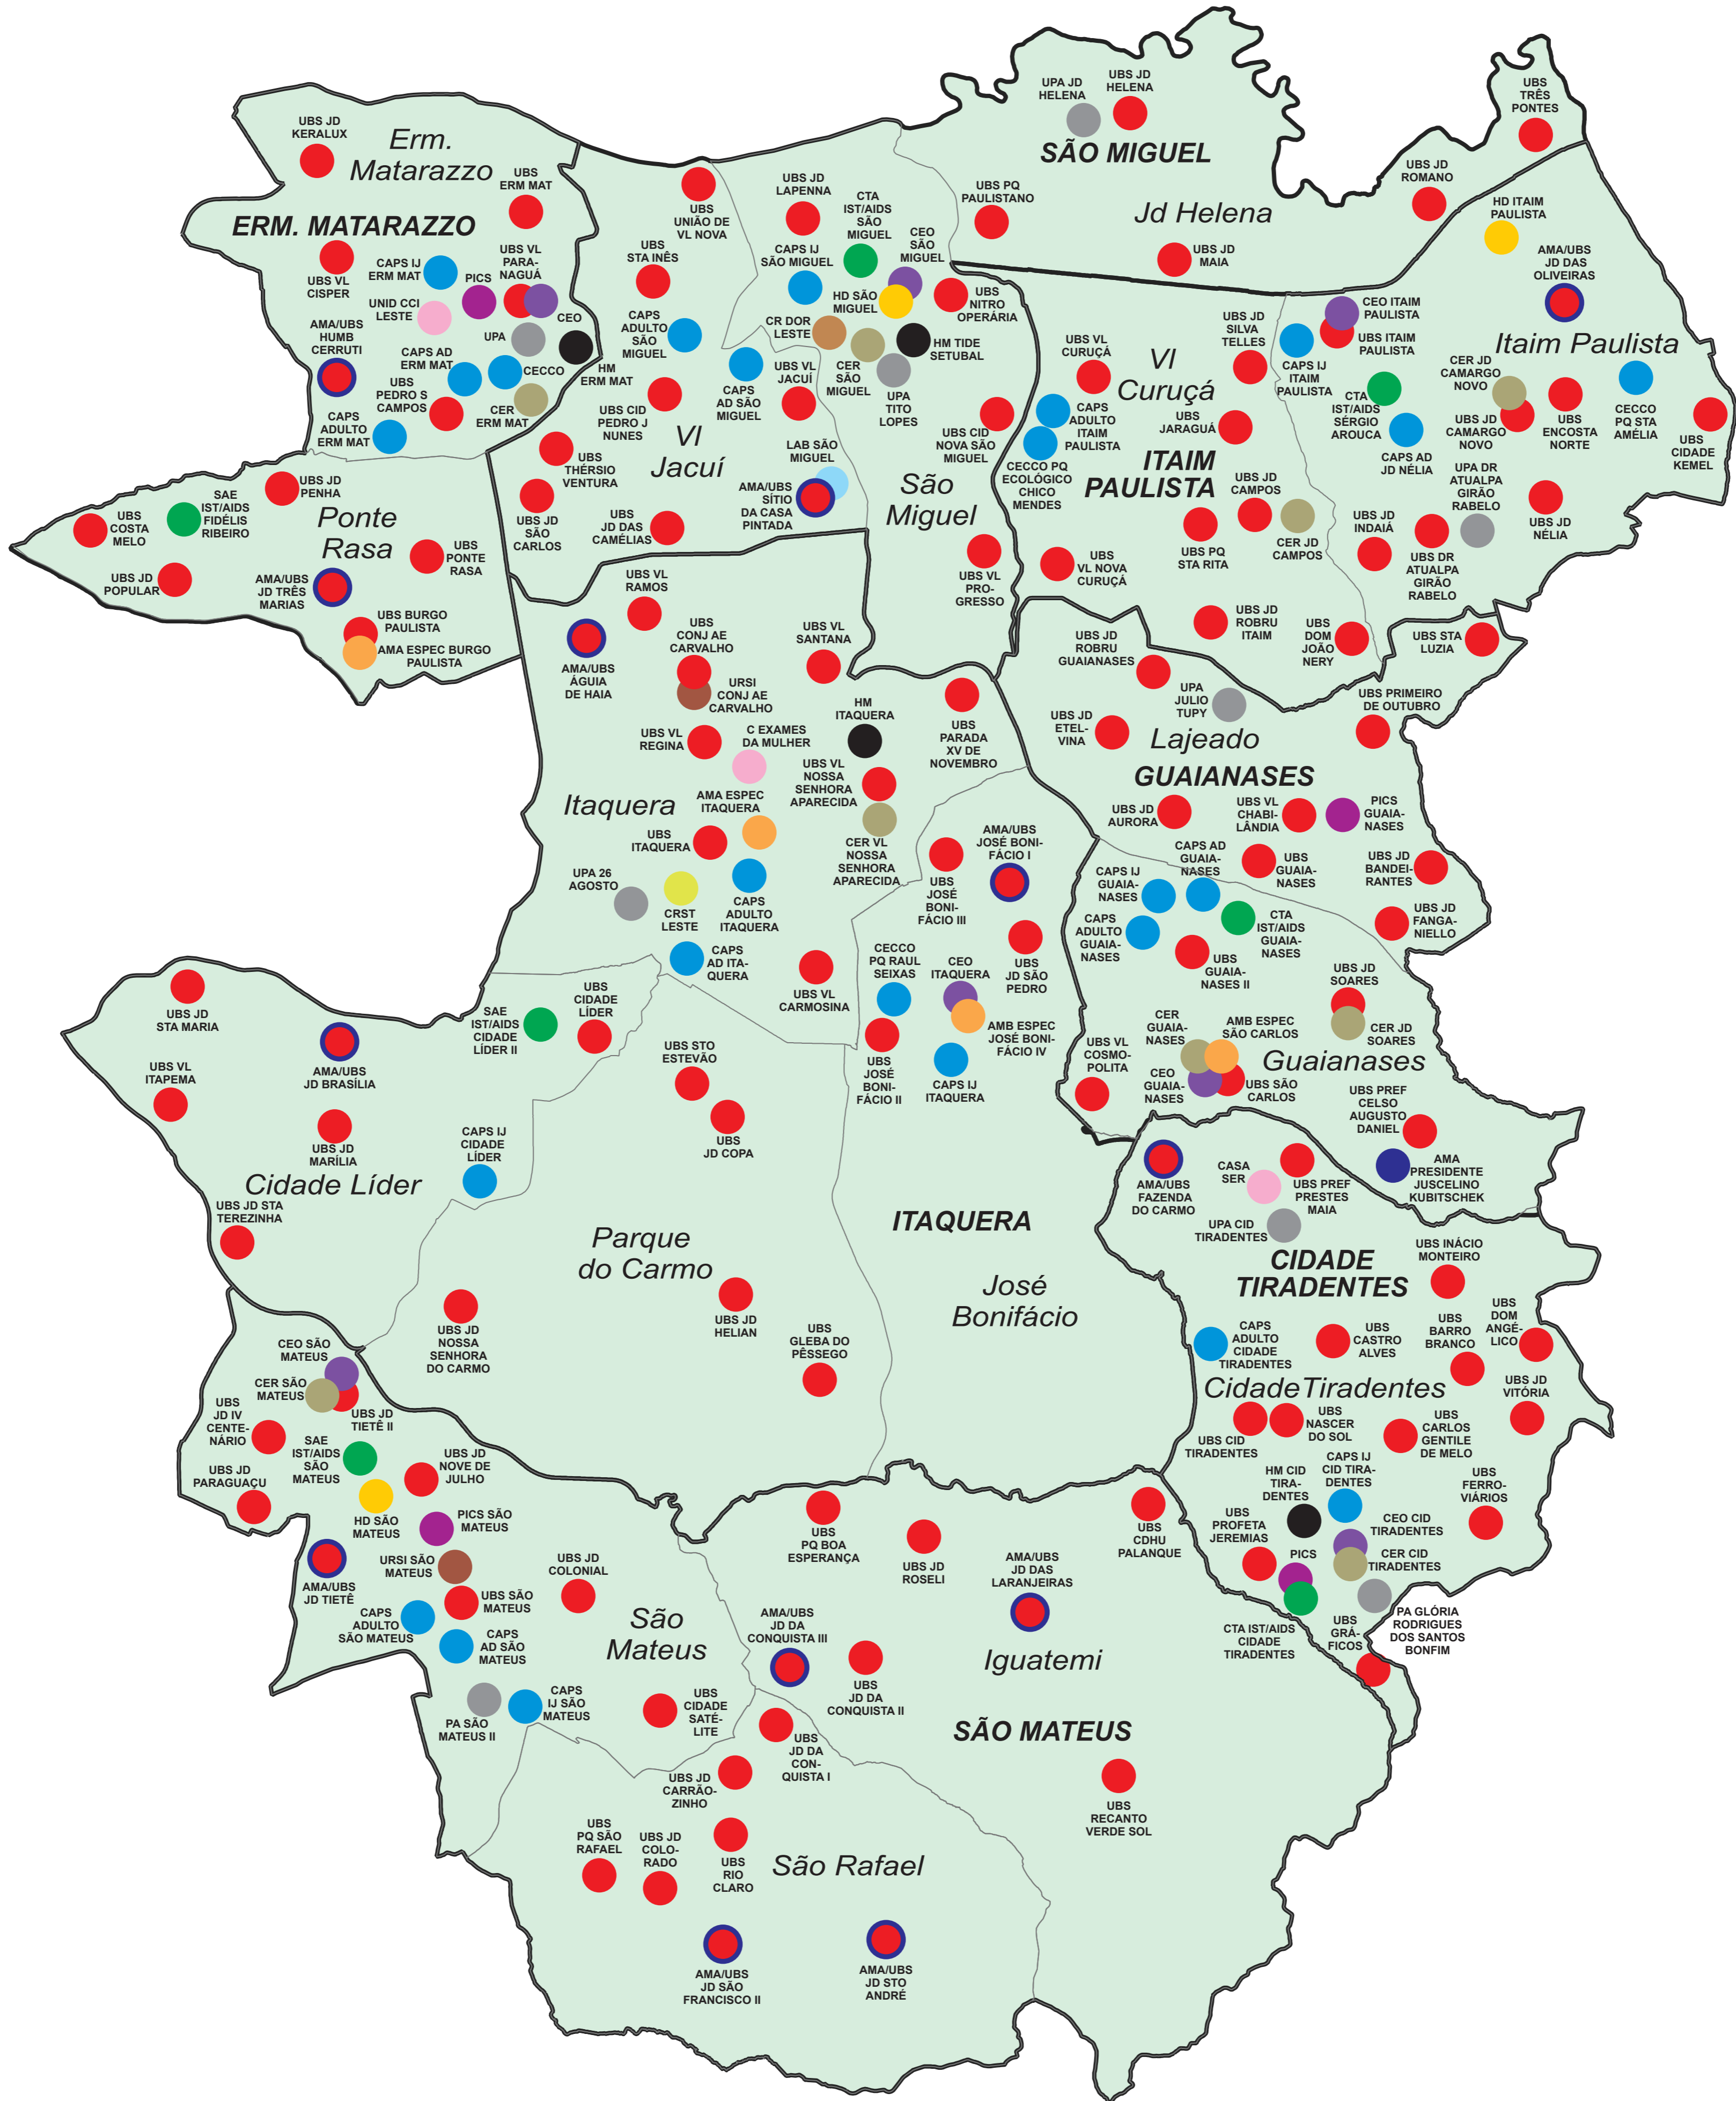 UBS JD
KERALUX
Erm.
Matarazzo
UBS
ERM MAT
ERM. MATARAZZO
UBS VL
CISPER
CAPS IJ
ERM MAT
PICS
UBS VL
PARA-
NAGUÁ
UNID CCI
LESTE
CEO
UPA
AMA/UBS
HUMB
CERRUTI
HM
ERM MAT
CAPS AD
ERM MAT
CECCO
UBS
PEDRO S
CAMPOS
CER
ERM MAT
CAPS
ADULTO
ERM MAT
UBS JD
PENHA
SAE
IST/AIDS
FIDÉLIS
RIBEIRO
UBS
COSTA
MELO
Ponte
Rasa
UBS
PONTE
RASA
UBS JD
POPULAR
AMA/UBS
JD TRÊS
MARIAS
UBS BURGO
PAULISTA
AMA ESPEC BURGO
PAULISTA
UBS
UNIÃO DE
VL NOVA
UBS
STA INÊS
UBS JD
LAPENNA
CTA
IST/AIDS
SÃO
MIGUEL
CEO
SÃO
MIGUEL
CAPS IJ
SÃO MIGUEL
HD SÃO
MIGUEL
UBS
NITRO
OPERÁRIA
CAPS
ADULTO
SÃO
MIGUEL
CR DOR
LESTE
HM TIDE
SETUBAL
CAPS
AD SÃO
MIGUEL
UBS VL
JACUÍ
CER
SÃO
MIGUEL
UPA
TITO
LOPES
UBS CID
PEDRO J
NUNES
Vl
Jacuí
UBS CID
NOVA SÃO
MIGUEL
UBS
THÉRSIO
VENTURA
LAB SÃO
MIGUEL
AMA/UBS
SÍTIO
DA CASA
PINTADA
São
Miguel
UBS JD
SÃO
CARLOS
UBS
JD DAS
CAMÉLIAS
UBS VL
PRO-
GRESSO
UPA JD
HELENA
UBS JD
HELENA
SÃO MIGUEL
UBS PQ
PAULISTANO
Jd Helena
UBS JD
MAIA
UBS
TRÊS
PONTES
UBS JD
ROMANO
HD ITAIM
PAULISTA
AMA/UBS
JD DAS
OLIVEIRAS
CEO ITAIM
PAULISTA
UBS ITAIM
PAULISTA
UBS JD
SILVA
TELLES
Itaim Paulista
UBS VL
CURUÇÁ
Vl
Curuçá
CAPS IJ
ITAIM
PAULISTA
CER JD
CAMARGO
NOVO
CTA
IST/AIDS
SÉRGIO
AROUCA
CAPS
ADULTO
ITAIM
PAULISTA
UBS
JARAGUÁ
UBS JD
CAMARGO
NOVO
UBS
ENCOSTA
NORTE
CECCO
PQ STA
AMÉLIA
UBS
CIDADE
KEMEL
CAPS AD
JD NÉLIA
CECCO PQ
ECOLÓGICO
CHICO
MENDES
ITAIM
PAULISTA
UBS JD
CAMPOS
UPA DR
ATUALPA
GIRÃO
RABELO
UBS PQ
STA RITA
CER JD
CAMPOS
UBS JD
INDAIÁ
UBS DR
ATUALPA
GIRÃO
RABELO
UBS JD
NÉLIA
UBS
VL NOVA
CURUÇÁ
UBS JD
ROBRU
ITAIM
UBS
DOM
JOÃO
NERY
UBS STA
LUZIA
UBS JD
ROBRU
GUAIANASES
UPA
JULIO
TUPY
UBS PRIMEIRO
DE OUTUBRO
UBS JD
ETEL-
VINA
Lajeado
GUAIANASES
UBS JD
AURORA
UBS VL
CHABI-
LÂNDIA
PICS
GUAIA-
NASES
CAPS AD
GUAIA-
NASES
UBS
GUAIA-
NASES
UBS JD
BANDEI-
RANTES
CAPS IJ
GUAIA-
NASES
CAPS
ADULTO
GUAIA-
NASES
CTA
IST/AIDS
GUAIA-
NASES
UBS JD
FANGA-
NIELLO
UBS
GUAIA-
NASES II
UBS JD
SOARES
CER
GUAIA-
NASES
AMB ESPEC
SÃO CARLOS
CER JD
SOARES
UBS VL
COSMO-
POLITA
Guaianases
CEO
GUAIA-
NASES
UBS SÃO
CARLOS
UBS PREF
CELSO
AUGUSTO
DANIEL
AMA
PRESIDENTE
JUSCELINO
KUBITSCHEK
UBS VL
RAMOS
AMA/UBS
ÁGUIA
DE HAIA
UBS
CONJ AE
CARVALHO
UBS VL
SANTANA
URSI
CONJ AE
CARVALHO
HM
ITAQUERA
UBS
PARADA
XV DE
NOVEMBRO
UBS VL
REGINA
C EXAMES
DA MULHER
UBS VL
NOSSA
SENHORA
APARECIDA
Itaquera
AMA ESPEC
ITAQUERA
UBS
ITAQUERA
CER VL
NOSSA
SENHORA
APARECIDA
AMA/UBS
JOSÉ BONI-
FÁCIO I
UPA 26
AGOSTO
CRST
LESTE
CAPS
ADULTO
ITAQUERA
UBS
JOSÉ
BONI-
FÁCIO III
CAPS
AD ITA-
QUERA
UBS VL
CARMOSINA
CECCO
PQ RAUL
SEIXAS
CEO
ITAQUERA
UBS
JD SÃO
PEDRO
AMB ESPEC
JOSÉ BONI-
FÁCIO IV
UBS
JOSÉ
BONI-
FÁCIO II
CAPS IJ
ITAQUERA
UBS JD
STA MARIA
SAE
IST/AIDS
CIDADE
LÍDER II
UBS
CIDADE
LÍDER
UBS VL
ITAPEMA
AMA/UBS
JD BRASÍLIA
UBS STO
ESTEVÃO
UBS
JD COPA
UBS JD
MARÍLIA
CAPS IJ
CIDADE
LÍDER
Cidade Líder
UBS JD STA
TEREZINHA
Parque
do Carmo
ITAQUERA
José
Bonifácio
UBS JD
HELIAN
UBS JD
NOSSA
SENHORA
DO CARMO
UBS
GLEBA DO
PÊSSEGO
AMA/UBS
FAZENDA
DO CARMO
CASA
SER
UBS PREF
PRESTES
MAIA
UPA CID
TIRADENTES
CIDADE
TIRADENTES
UBS INÁCIO
MONTEIRO
CAPS
ADULTO
CIDADE
TIRADENTES
UBS
CASTRO
ALVES
UBS
BARRO
BRANCO
UBS
DOM
ANGÉ-
LICO
CidadeTiradentes
UBS JD
VITÓRIA
UBS CID
TIRADENTES
UBS
NASCER
DO SOL
UBS
CARLOS
GENTILE
DE MELO
HM CID
TIRA-
DENTES
CAPS IJ
CID TIRA-
DENTES
UBS
FERRO-
VIÁRIOS
UBS
PROFETA
JEREMIAS
CEO CID
TIRADENTES
PICS
CER CID
TIRADENTES
CTA IST/AIDS
CIDADE
TIRADENTES
UBS
GRÁ-
FICOS
PA GLÓRIA
RODRIGUES
DOS SANTOS
BONFIM
CEO SÃO
MATEUS
CER SÃO
MATEUS
UBS JD
TIETÊ II
UBS
JD IV
CENTE-
NÁRIO
SAE
IST/AIDS
SÃO
MATEUS
UBS JD
NOVE DE
JULHO
UBS JD
PARAGUAÇU
HD SÃO
MATEUS
PICS SÃO
MATEUS
AMA/UBS
JD TIETÊ
URSI SÃO
MATEUS
UBS JD
COLONIAL
UBS SÃO
MATEUS
CAPS
ADULTO
SÃO MATEUS
CAPS
AD SÃO
MATEUS
São
Mateus
PA SÃO
MATEUS II
CAPS
IJ SÃO
MATEUS
UBS
CIDADE
SATÉ-
LITE
UBS
PQ BOA
ESPERANÇA
UBS JD
ROSELI
UBS
CDHU
PALANQUE
AMA/UBS
JD DAS
LARANJEIRAS
AMA/UBS
JD DA
CONQUISTA III
UBS
JD DA
CONQUISTA II
Iguatemi
UBS
JD DA
CON-
QUISTA I
SÃO MATEUS
UBS
RECANTO
VERDE SOL
UBS JD
CARRÃO-
ZINHO
UBS
PQ SÃO
RAFAEL
UBS JD
COLO-
RADO
UBS
RIO
CLARO
São Rafael
AMA/UBS
JD SÃO
FRANCISCO II
AMA/UBS
JD STO
ANDRÉ